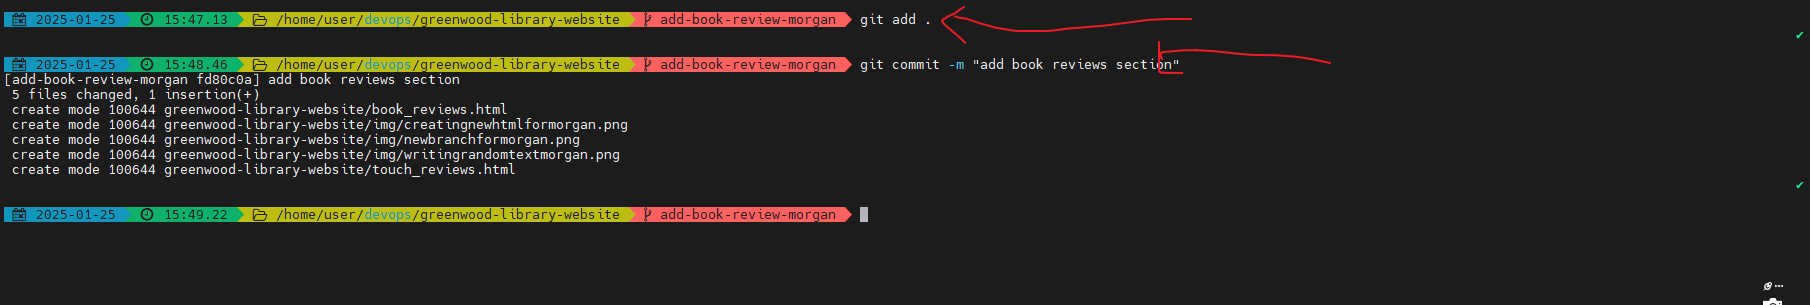 2025-01-25 15:47.13 /home/user/devops/greenwood-library-website add-book-review-morgan git add .
2025-01-25 15:48.46 /home/user/devops/greenwood-library-website add-book-review-morgan git commit -m "add book reviews section"
[add-book-review-morgan fd80c0a] add book reviews section
5 files changed, 1 insertion(+)
create mode 100644 greenwood-library-website/book_reviews.html
create mode 100644 greenwood-library-website/img/creatingnewhtmlformorgan.png
create mode 100644 greenwood-library-website/img/newbranchformorgan.png
create mode 100644 greenwood-library-website/img/writingrandomtextmorgan.png
create mode 100644 greenwood-library-website/touch_reviews.html
2025-01-25 15:49.22 /home/user/devops/greenwood-library-website add-book-review-morgan